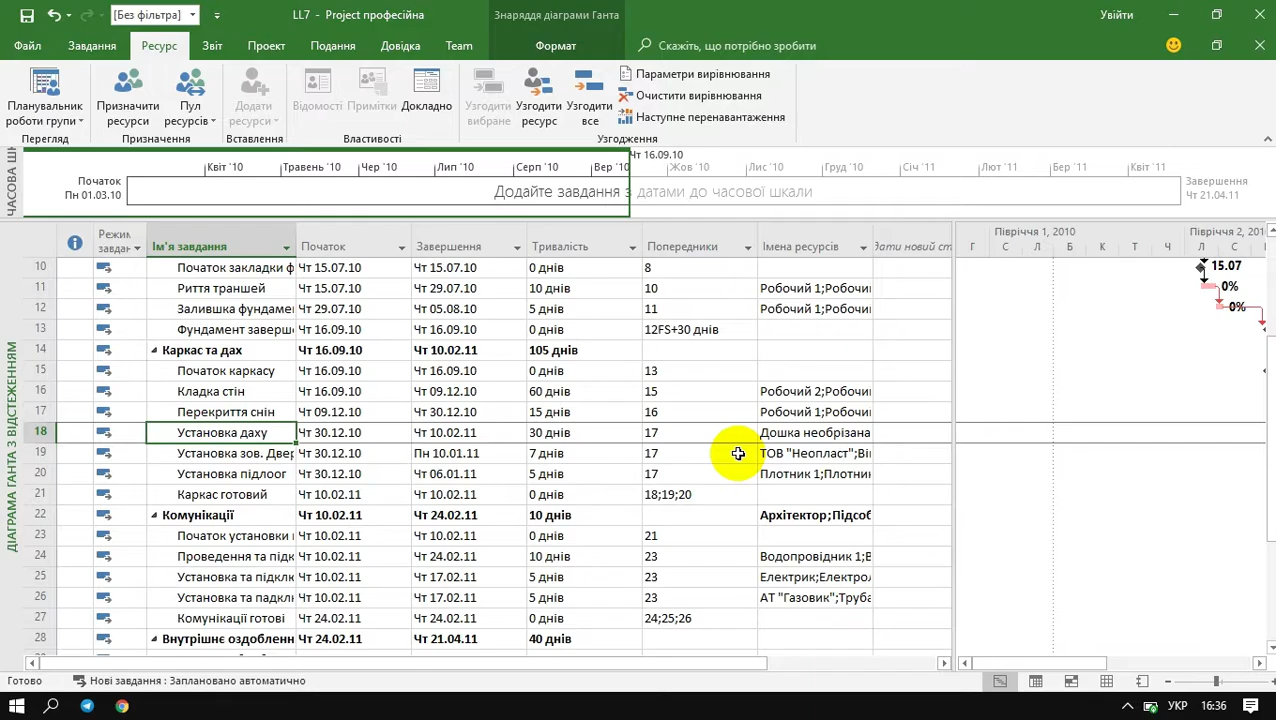 [Без фільтра]
LL7 - Project професійна
Знаряддя діаграми Ганта
Увійти
Файл Завдання Ресурс Звіт Проект Подання Довідка Team Формат Скажіть, що потрібно зробити
Планувальник роботи групи
Призначити ресурси
Пул ресурсів
Додати ресурси
Відомості
Примітки
Докладно
Узгодити вибране
Узгодити ресурс
Узгодити все
Параметри вирівнювання
Очистити вирівнювання
Наступне перенавантаження
Перегляд Призначення Вставлення Властивості Узгодження
ЧАСОВА
Чт 16.09.10
Квіт '10 Травень '10 Чер '10 Лип '10 Серп '10 Вер '10 Жов '10 Лис '10 Груд '10 Січ '11 Лют '11 Бер '11 Квіт '11
Початок
Пн 01.03.10
Додайте завдання з датами до часової шкали
Завершення
Чт 21.04.11
ДІАГРАМА ГАНТА З ВІДСТЕЖЕННЯМ
Режим завдан Ім'я завдання Початок Завершення Тривалість Попередники Імена ресурсів дати новий ст
Півріччя 1, 2010 Півріччя 2, 2
Г С Л Б К Т Ч Л С В
10 Початок закладки ф Чт 15.07.10 Чт 15.07.10 0 днів 8 15.07
11 Риття траншей Чт 15.07.10 Чт 29.07.10 10 днів 10 Робочий 1;Робочи 0%
12 Залившка фундаме Чт 29.07.10 Чт 05.08.10 5 днів 11 Робочий 1;Робочи 0%
13 Фундамент заверш Чт 16.09.10 Чт 16.09.10 0 днів 12FS+30 днів
14 Каркас та дах Чт 16.09.10 Чт 10.02.11 105 днів
15 Початок каркасу Чт 16.09.10 Чт 16.09.10 0 днів 13
16 Кладка стін Чт 16.09.10 Чт 09.12.10 60 днів 15 Робочий 2;Робочи
17 Перекриття снін Чт 09.12.10 Чт 30.12.10 15 днів 16 Робочий 1;Робочи
18 Установка даху Чт 30.12.10 Чт 10.02.11 30 днів 17 Дошка необрізана
19 Установка зов. Две Чт 30.12.10 Пн 10.01.11 7 днів 17 ТОВ "Неопласт";Ві
20 Установка підлоог Чт 30.12.10 Чт 06.01.11 5 днів 17 Плотник 1;Плотни
21 Каркас готовий Чт 10.02.11 Чт 10.02.11 0 днів 18;19;20
22 Комунікації Чт 10.02.11 Чт 24.02.11 10 днів Архітектор;Підсоб
23 Початок установки Чт 10.02.11 Чт 10.02.11 0 днів 21
24 Проведення та підк Чт 10.02.11 Чт 24.02.11 10 днів 23 Водопровідник 1;В
25 Установка та підклю Чт 10.02.11 Чт 17.02.11 5 днів 23 Електрик;Електро
26 Установка та падклю Чт 10.02.11 Чт 17.02.11 5 днів 23 АТ "Газовик";Труба
27 Комунікації готові Чт 24.02.11 Чт 24.02.11 0 днів 24;25;26
28 Внутрішнє оздоблен Чт 24.02.11 Чт 21.04.11 40 днів
Готово Нові завдання : Заплановано автоматично
УКР 16:36